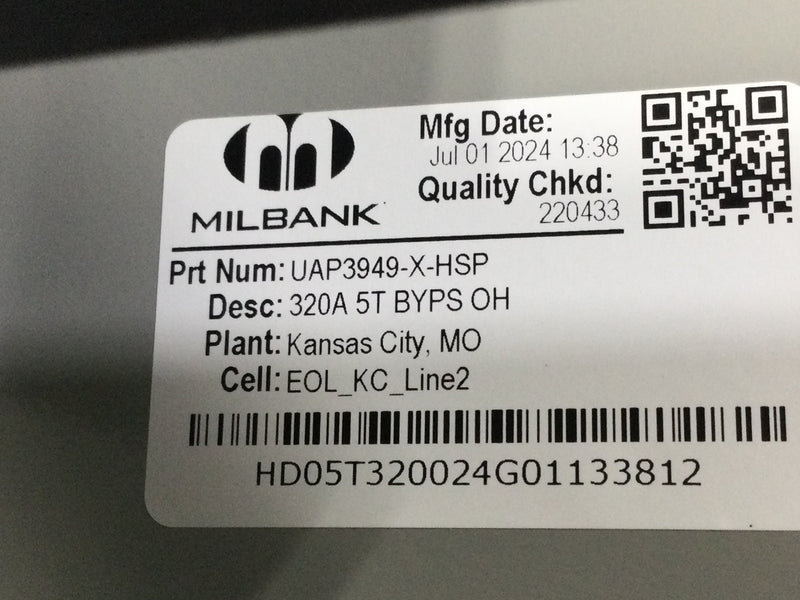 Mfg Date:
Jul 01 2024 13:38
Quality Chkd:
220433
MILBANK
Prt Num: UAP3949-X-HSP
Desc: 320A 5T BYPS OH
Plant: Kansas City, MO
Cell: EOL_KC_Line2
HD05T320024G01133812